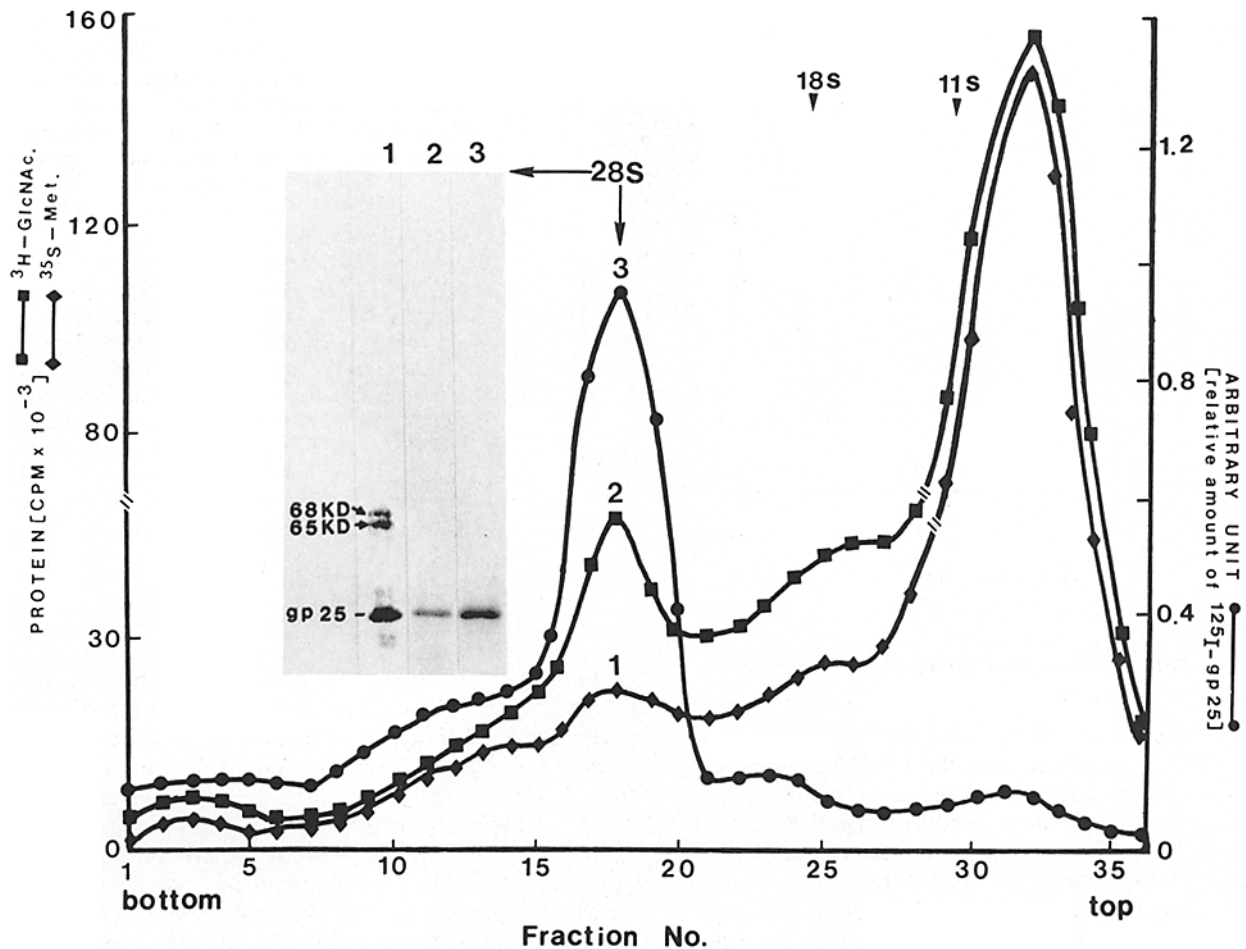 160
120
80
30
0
PROTEIN [CPM x 10⁻³]
³H-GlcNAC.
³⁵S-Met.
1 2 3
28S
18S
11S
68KD
65KD
gp 25
3
2
1
1.2
0.8
0.4
0
ARBITRARY UNIT
[relative amount of ¹²⁵I-gp25]
1 5 10 15 20 25 30 35
bottom
top
Fraction No.